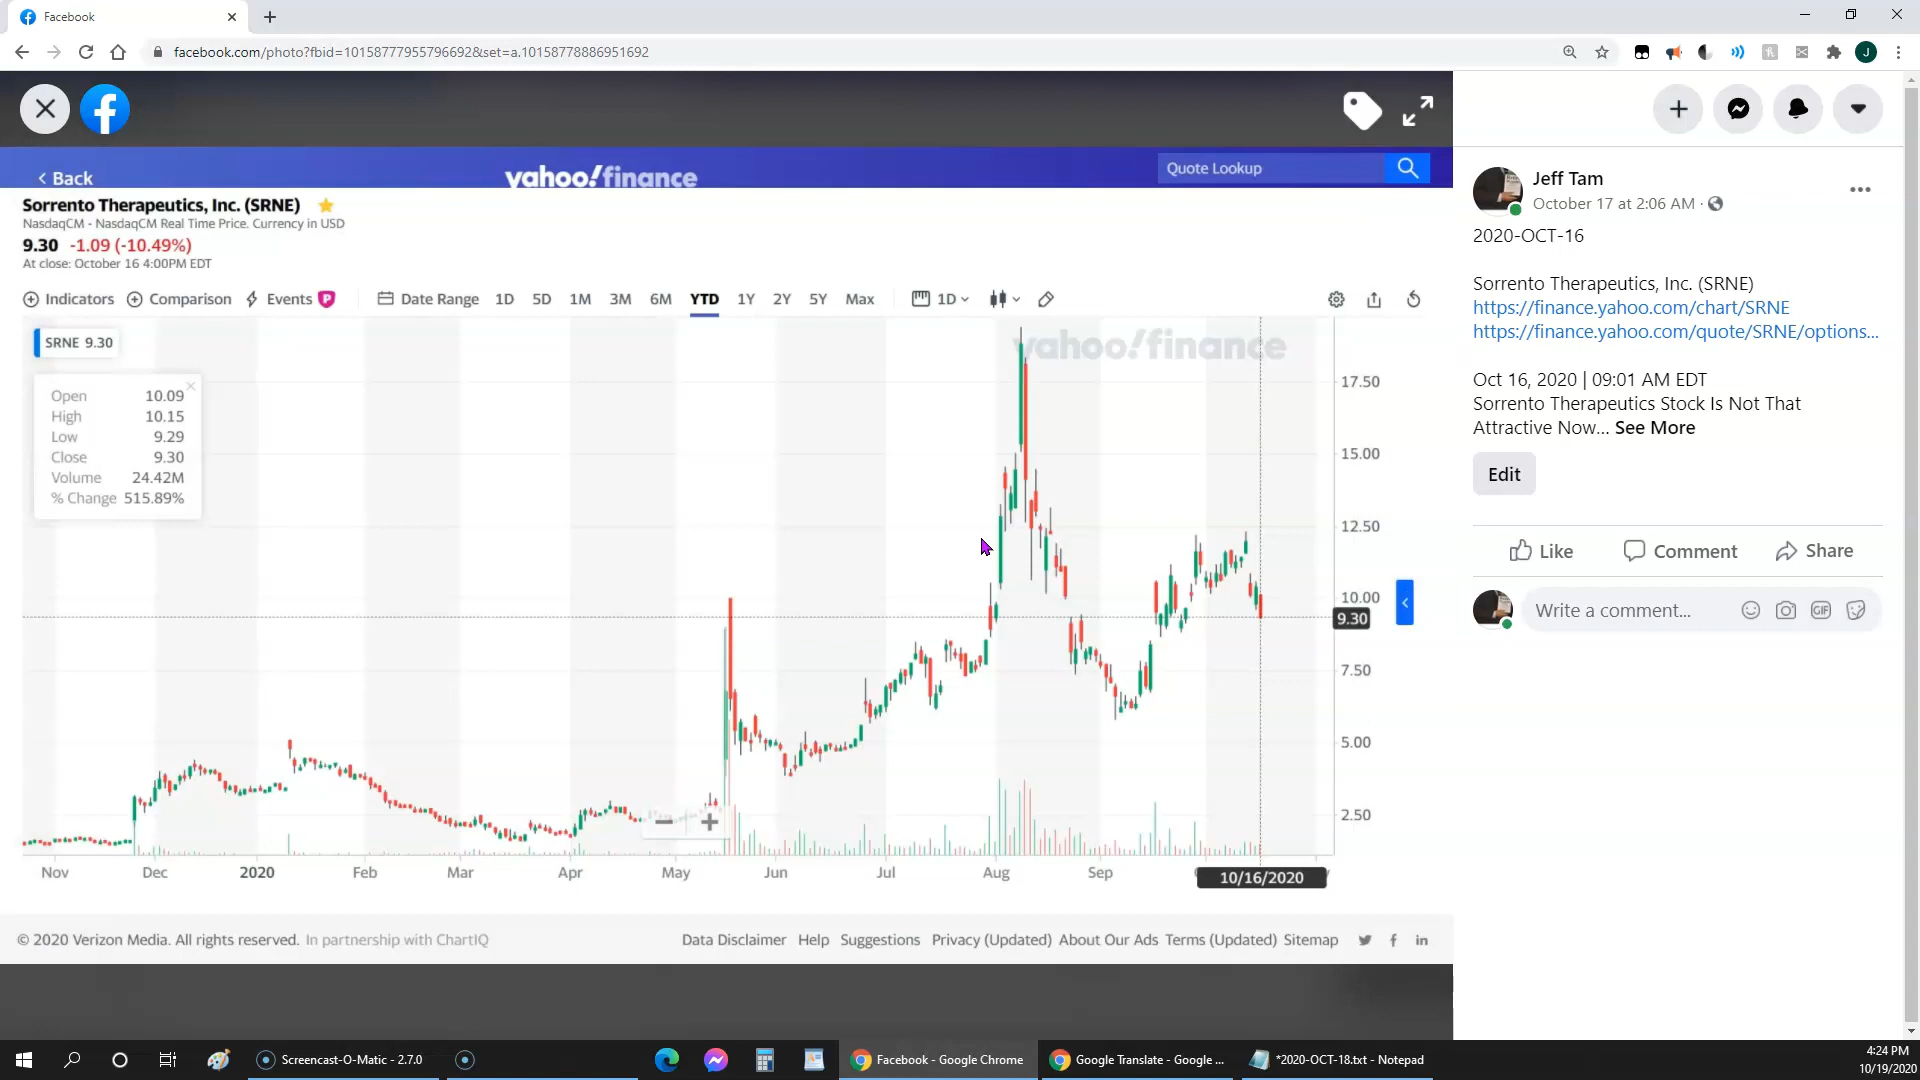 Facebook
facebook.com/photo?fbid=10158777955796692&set=a.10158778886951692
< Back
yahoo!finance
Quote Lookup
Sorrento Therapeutics, Inc. (SRNE)
NasdaqCM - NasdaqCM Real Time Price. Currency in USD
9.30 -1.09 (-10.49%)
At close: October 16 4:00PM EDT
Indicators Comparison Events P Date Range 1D 5D 1M 3M 6M YTD 1Y 2Y 5Y Max 1D
SRNE 9.30
yahoo!finance
Open 10.09
High 10.15
Low 9.29
Close 9.30
Volume 24.42M
% Change 515.89%
17.50
15.00
12.50
10.00
9.30
7.50
5.00
2.50
Nov Dec 2020 Feb Mar Apr May Jun Jul Aug Sep 10/16/2020
© 2020 Verizon Media. All rights reserved. In partnership with ChartIQ
Data Disclaimer Help Suggestions Privacy (Updated) About Our Ads Terms (Updated) Sitemap
J
Jeff Tam
October 17 at 2:06 AM ·
2020-OCT-16
Sorrento Therapeutics, Inc. (SRNE)
https://finance.yahoo.com/chart/SRNE
https://finance.yahoo.com/quote/SRNE/options...
Oct 16, 2020 | 09:01 AM EDT
Sorrento Therapeutics Stock Is Not That
Attractive Now... See More
Edit
Like Comment Share
Write a comment... GIF
Screencast-O-Matic - 2.7.0
Facebook - Google Chrome
Google Translate - Google ...
*2020-OCT-18.txt - Notepad
4:24 PM
10/19/2020